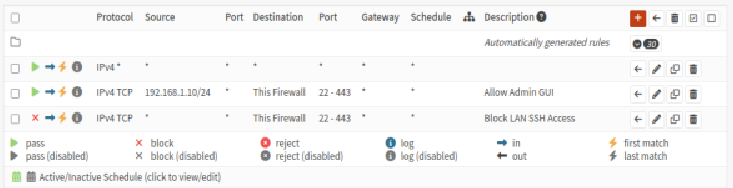 Protocol Source Port Destination Port Gateway Schedule Description ?
Automatically generated rules 30
IPv4 * * * * * * *
IPv4 TCP 192.168.1.10/24 * This Firewall 22 - 443 * * Allow Admin GUI
IPv4 TCP * * This Firewall 22 - 443 * * Block LAN SSH Access
pass block reject log in first match
pass (disabled) block (disabled) reject (disabled) log (disabled) out last match
Active/Inactive Schedule (click to view/edit)